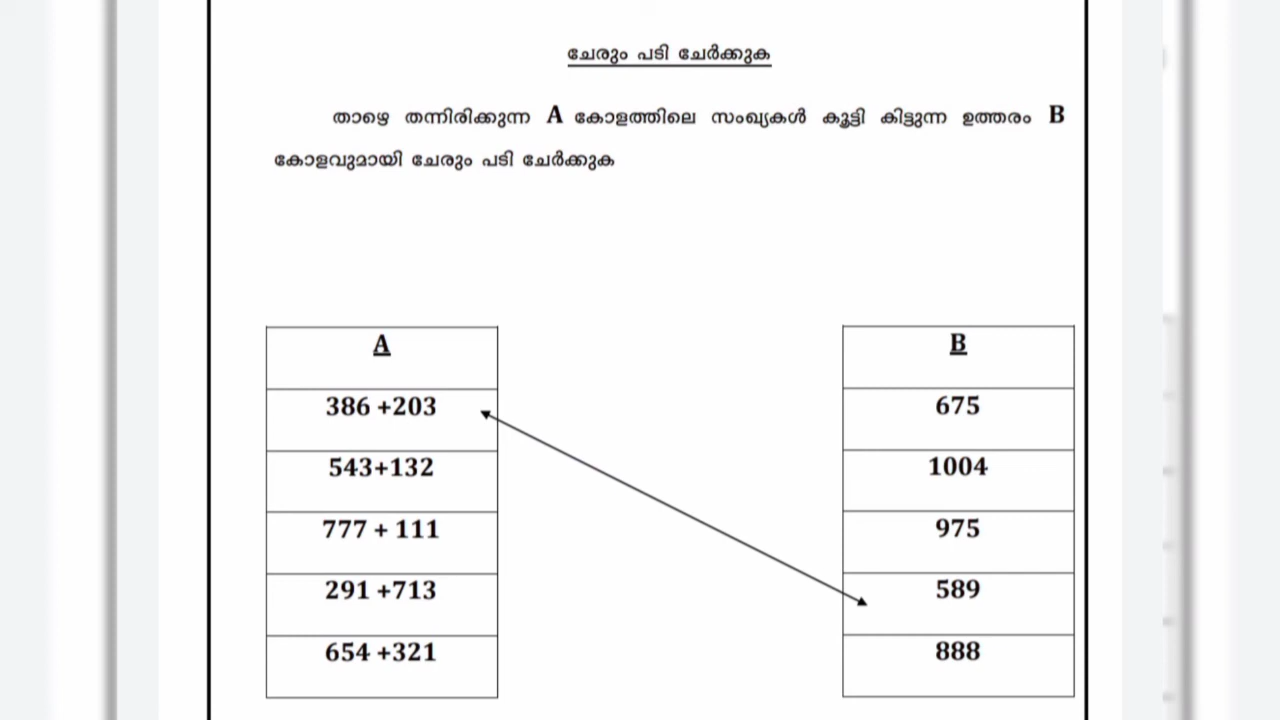 ചേരും പടി ചേർക്കുക
താഴെ തന്നിരിക്കുന്ന A കോളത്തിലെ സംഖ്യകൾ കൂട്ടി കിട്ടുന്ന ഉത്തരം B
കോളവുമായി ചേരും പടി ചേർക്കുക
A B
386 +203 675
543+132 1004
777 + 111 975
291 +713 589
654 +321 888